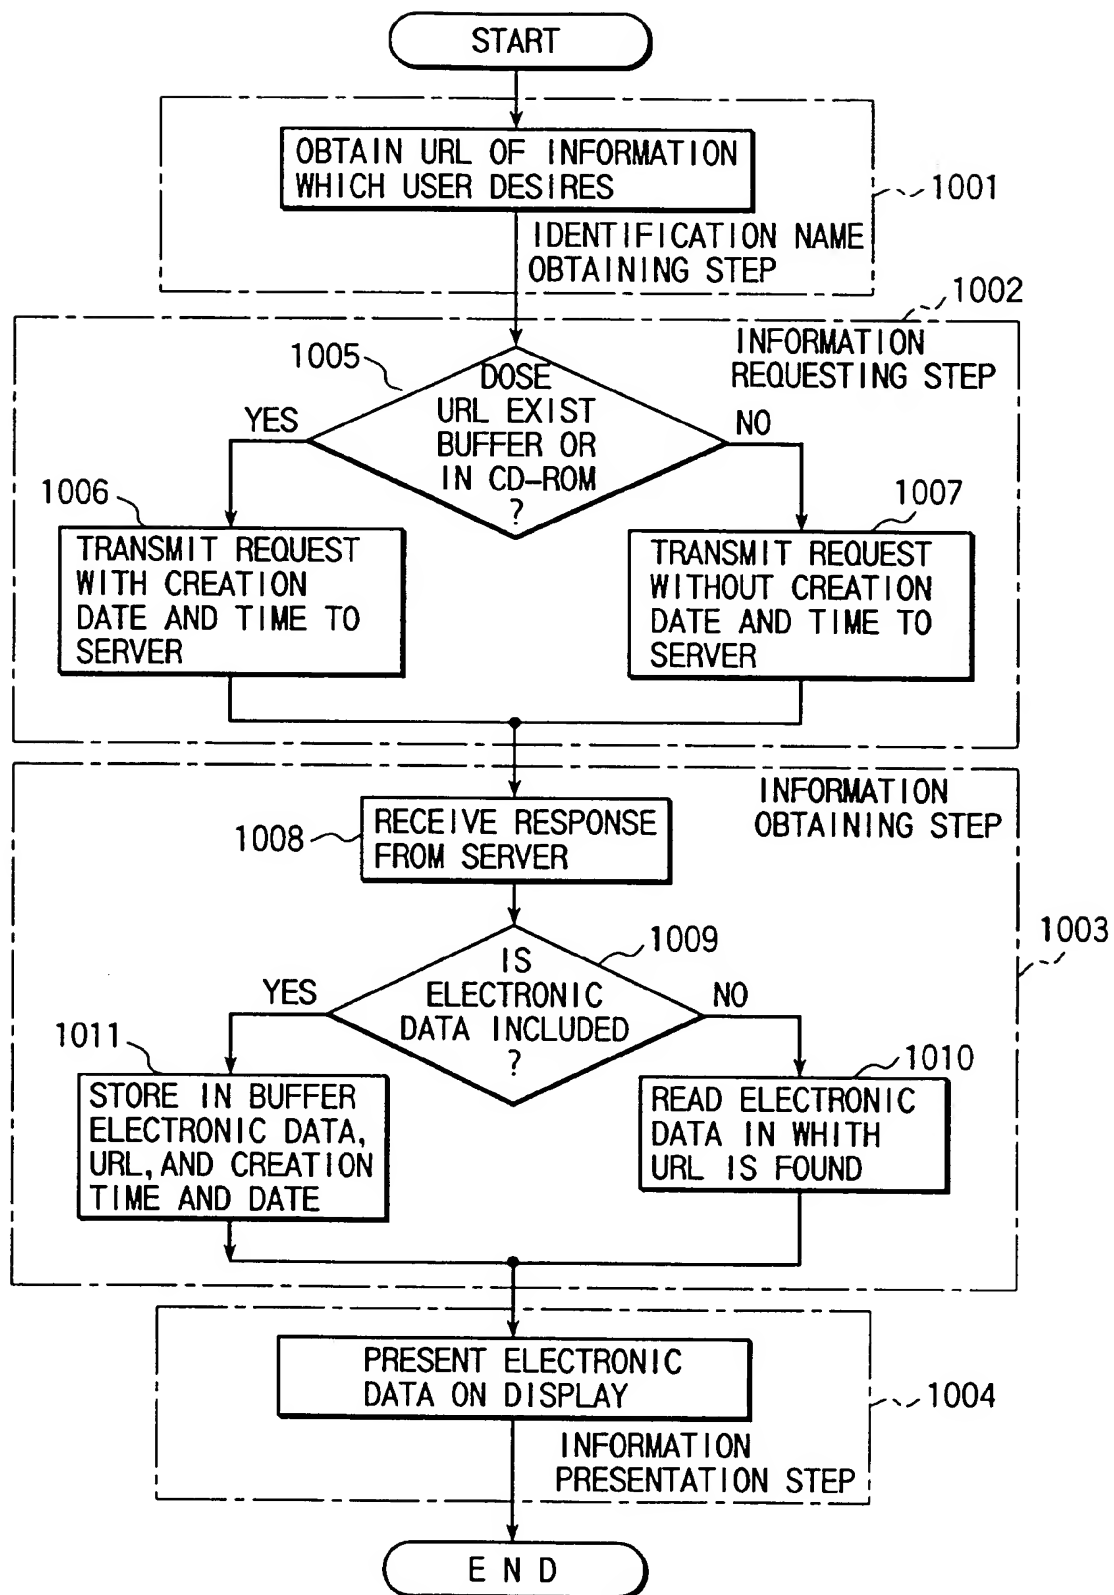 START
OBTAIN URL OF INFORMATION
WHICH USER DESIRES
1001
IDENTIFICATION NAME
OBTAINING STEP
1002
INFORMATION
REQUESTING STEP
1005
DOSE
URL EXIST
BUFFER OR
IN CD-ROM
?
YES
NO
1006
TRANSMIT REQUEST
WITH CREATION
DATE AND TIME TO
SERVER
1007
TRANSMIT REQUEST
WITHOUT CREATION
DATE AND TIME TO
SERVER
INFORMATION
OBTAINING STEP
1008
RECEIVE RESPONSE
FROM SERVER
1003
1009
IS
ELECTRONIC
DATA INCLUDED
?
YES
NO
1011
STORE IN BUFFER
ELECTRONIC DATA,
URL, AND CREATION
TIME AND DATE
1010
READ ELECTRONIC
DATA IN WHITH
URL IS FOUND
PRESENT ELECTRONIC
DATA ON DISPLAY
1004
INFORMATION
PRESENTATION STEP
END